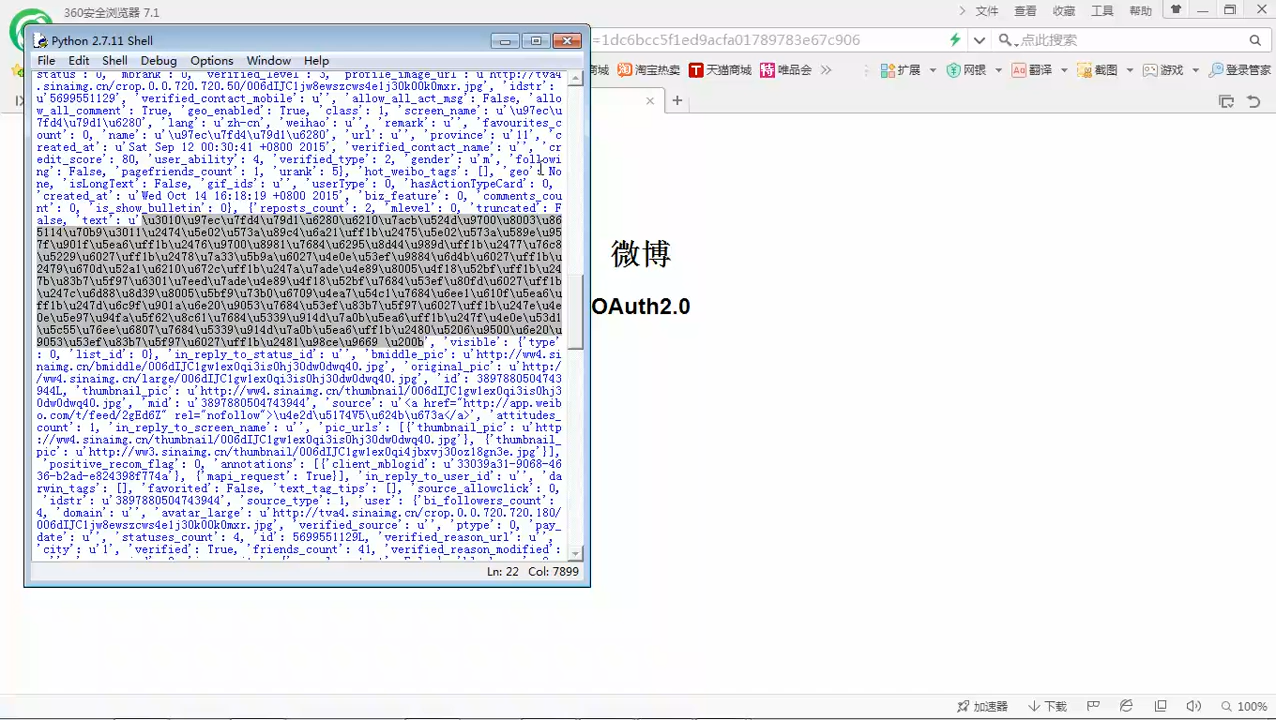 360安全浏览器 7.1
文件 查看 收藏 工具 帮助
Python 2.7.11 Shell
=1dc6bcc5f1ed9acfa01789783e67c906
点此搜索
File Edit Shell Debug Options Window Help
商城 淘宝热卖 天猫商城 唯品会 » 扩展 网银 翻译 截图 游戏 登录管家
status': 0, 'mbrank': 0, 'verified_level': 3, 'profile_image_url': u'http://tva4
.sinaimg.cn/crop.0.0.720.720.50/006dIJC1jw8ewszcws4e1j30k00k0mxr.jpg', 'idstr':
u'5699551129', 'verified_contact_mobile': u'', 'allow_all_act_msg': False, 'allo
w_all_comment': True, 'geo_enabled': True, 'class': 1, 'screen_name': u'\u97ec\u
7fd4\u79d1\u6280', 'lang': u'zh-cn', 'weihao': u'', 'remark': u'', 'favourites_c
ount': 0, 'name': u'\u97ec\u7fd4\u79d1\u6280', 'url': u'', 'province': u'11', 'c
reated_at': u'Sat Sep 12 00:30:41 +0800 2015', 'verified_contact_name': u'', 'cr
edit_score': 80, 'user_ability': 4, 'verified_type': 2, 'gender': u'm', 'followi
ng': False, 'pagefriends_count': 1, 'urank': 5}, 'hot_weibo_tags': [], 'geo': No
ne, 'isLongText': False, 'gif_ids': u'', 'userType': 0, 'hasActionTypeCard': 0,
'created_at': u'Wed Oct 14 16:18:19 +0800 2015', 'biz_feature': 0, 'comments_cou
nt': 0, 'is_show_bulletin': 0}, {'reposts_count': 2, 'mlevel': 0, 'truncated': F
alse, 'text': u'\u3010\u97ec\u7fd4\u79d1\u6280\u6210\u7acb\u524d\u9700\u8003\u86
5114\u70b9\u3011\u2474\u5e02\u573a\u89c4\u6a21\uff1b\u2475\u5e02\u573a\u589e\u95
7f\u901f\u5ea6\uff1b\u2476\u9700\u8981\u7684\u6295\u8d44\u989d\uff1b\u2477\u76c8
\u5229\u6027\uff1b\u2478\u7a33\u5b9a\u6027\u4e0e\u53ef\u9884\u6d4b\u6027\uff1b\u
2479\u670d\u52a1\u6210\u672c\uff1b\u247a\u7ade\u4e89\u8005\u4f18\u52bf\uff1b\u24
7b\u83b7\u5f97\u6301\u7eed\u7ade\u4e89\u4f18\u52bf\u7684\u53ef\u80fd\u6027\uff1b
\u247c\u6d88\u8d39\u8005\u5bf9\u73b0\u6709\u4ea7\u54c1\u7684\u6ee1\u610f\u5ea6\u
ff1b\u247d\u6c9f\u901a\u6e20\u9053\u7684\u53ef\u83b7\u5f97\u6027\uff1b\u247e\u4e
0e\u5e97\u94fa\u5f62\u8c61\u7684\u5339\u914d\u7a0b\u5ea6\uff1b\u247f\u4e0e\u53d1
\u5c55\u76ee\u6807\u7684\u5339\u914d\u7a0b\u5ea6\uff1b\u2480\u5206\u9500\u6e20\u
9053\u53ef\u83b7\u5f97\u6027\uff1b\u2481\u98ce\u9669 \u200b', 'visible': {'type'
: 0, 'list_id': 0}, 'in_reply_to_status_id': u'', 'bmiddle_pic': u'http://ww4.si
naimg.cn/bmiddle/006dIJC1gw1ex0qi3is0hj30dw0dwq40.jpg', 'original_pic': u'http:/
/ww4.sinaimg.cn/large/006dIJC1gw1ex0qi3is0hj30dw0dwq40.jpg', 'id': 3897880504743
944L, 'thumbnail_pic': u'http://ww4.sinaimg.cn/thumbnail/006dIJC1gw1ex0qi3is0hj3
0dw0dwq40.jpg', 'mid': u'3897880504743944', 'source': u'<a href="http://app.weib
o.com/t/feed/2gEd6Z" rel="nofollow">\u4e2d\u5174V5\u624b\u673a</a>', 'attitudes_
count': 1, 'in_reply_to_screen_name': u'', 'pic_urls': [{'thumbnail_pic': u'http
://ww4.sinaimg.cn/thumbnail/006dIJC1gw1ex0qi3is0hj30dw0dwq40.jpg'}, {'thumbnail_
pic': u'http://ww3.sinaimg.cn/thumbnail/006dIJC1gw1ex0qi4jbxvj30oz18gn3e.jpg'}],
'positive_recom_flag': 0, 'annotations': [{'client_mblogid': u'33039a31-9068-46
36-b2ad-e824398f774a'}, {'mapi_request': True}], 'in_reply_to_user_id': u'', 'da
rwin_tags': [], 'favorited': False, 'text_tag_tips': [], 'source_allowclick': 0,
'idstr': u'3897880504743944', 'source_type': 1, 'user': {'bi_followers_count':
4, 'domain': u'', 'avatar_large': u'http://tva4.sinaimg.cn/crop.0.0.720.720.180/
006dIJC1jw8ewszcws4e1j30k00k0mxr.jpg', 'verified_source': u'', 'ptype': 0, 'pay_
date': u'', 'statuses_count': 4, 'id': 5699551129L, 'verified_reason_url': u'',
'city': u'1', 'verified': True, 'friends_count': 41, 'verified_reason_modified':
Ln: 22 Col: 7899
微博
OAuth2.0
加速器 下载 100%